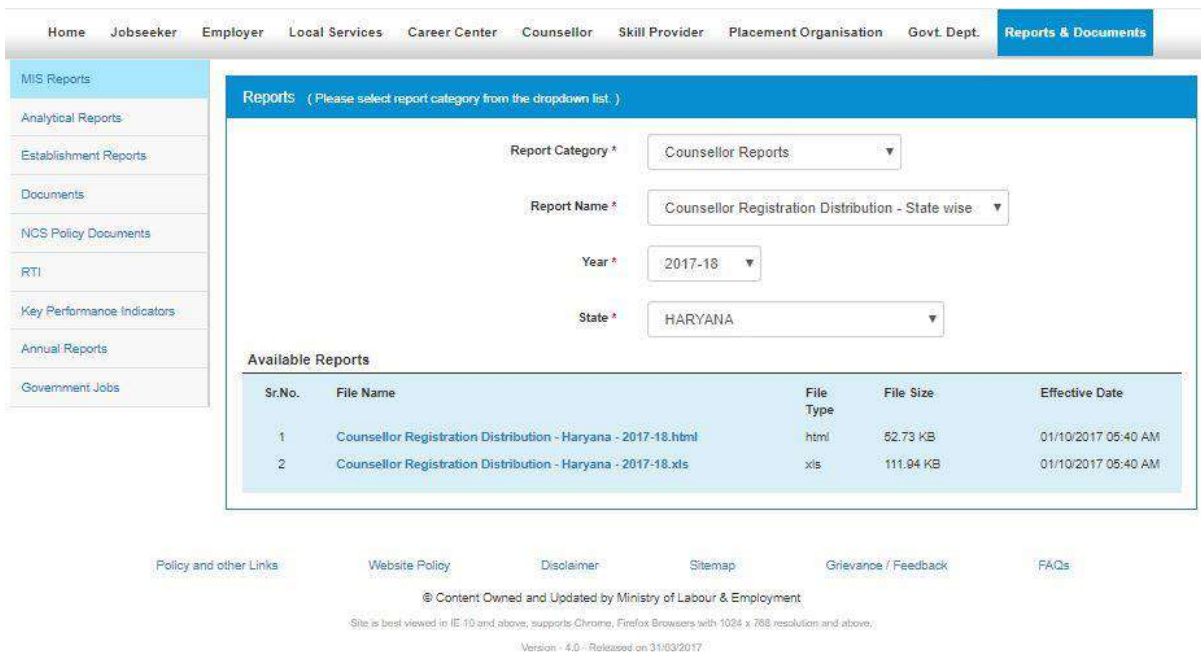 Home Jobseeker Employer Local Services Career Center Counsellor Skill Provider Placement Organisation Govt. Dept. Reports & Documents
MIS Reports
Analytical Reports
Establishment Reports
Documents
NCS Policy Documents
RTI
Key Performance Indicators
Annual Reports
Government Jobs
Reports ( Please select report category from the dropdown list. )
Report Category * Counsellor Reports
Report Name * Counsellor Registration Distribution - State wise
Year * 2017-18
State * HARYANA
Available Reports
Sr.No. File Name File Type File Size Effective Date
1 Counsellor Registration Distribution - Haryana - 2017-18.html html 52.73 KB 01/10/2017 05:40 AM
2 Counsellor Registration Distribution - Haryana - 2017-18.xls xls 111.94 KB 01/10/2017 05:40 AM
Policy and other Links Website Policy Disclaimer Sitemap Grievance / Feedback FAQs
© Content Owned and Updated by Ministry of Labour & Employment
Site is best viewed in IE 10 and above, supports Chrome, Firefox Browsers with 1024 x 768 resolution and above.
Version - 4.0 - Released on 31/03/2017